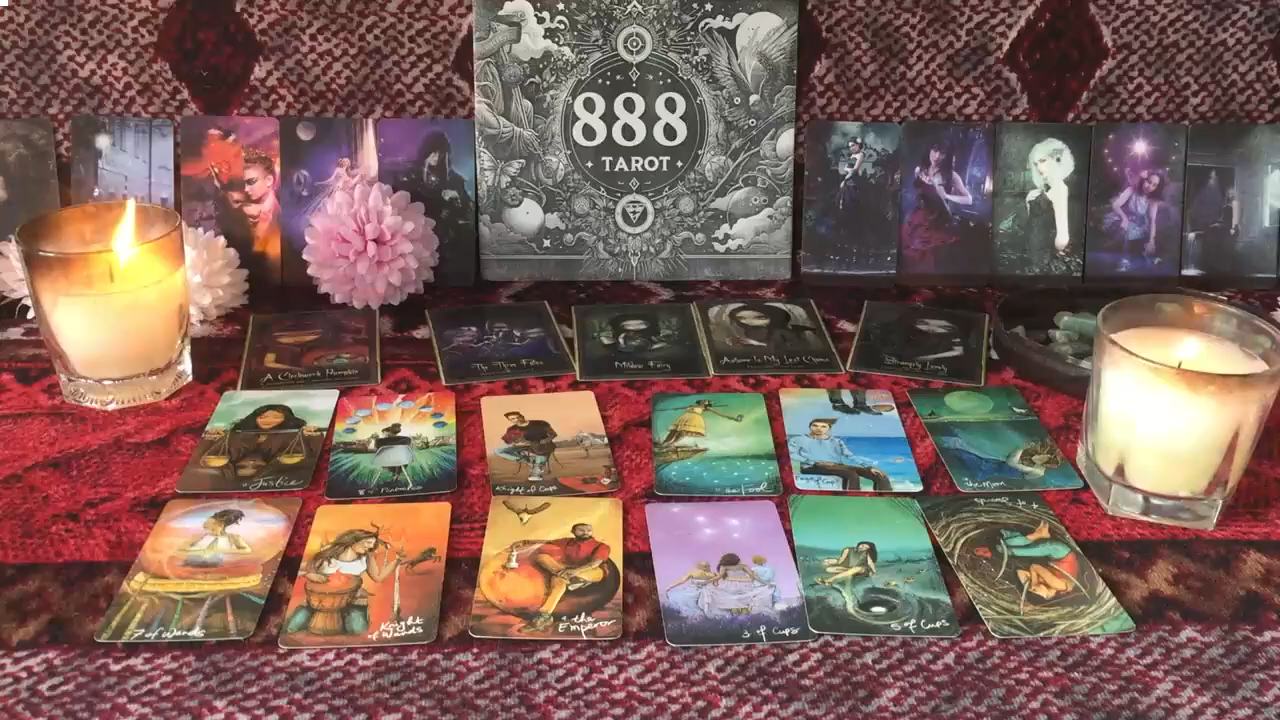 888
TAROT
A Clockwork Pumpkin
The Three Fates
Mildew Fairy
Autumn Is My Last Chance
Strangely Lonely
Justice
Knight of Cups
the Fool
Page of Cups
the Moon
7 of Wands
Knight
of Wands
the
Emperor
3 of Cups
5 of Cups